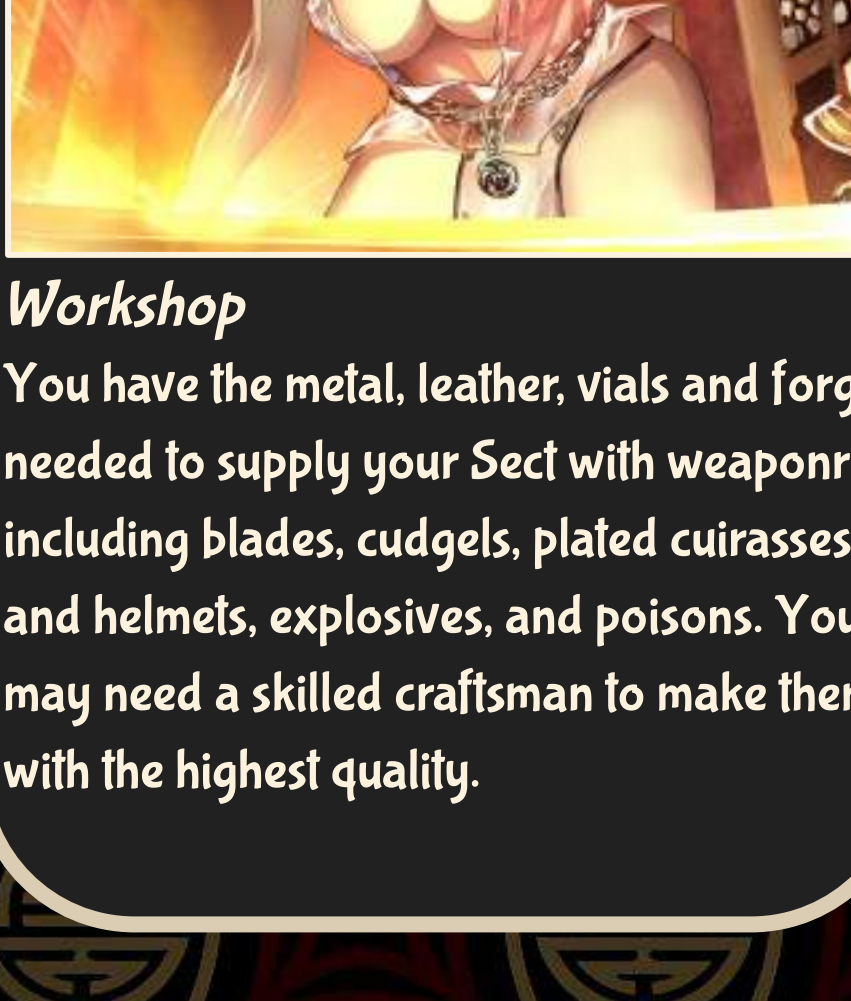 Workshop
You have the metal, leather, vials and forg
needed to supply your Sect with weaponr
including blades, cudgels, plated cuirasses
and helmets, explosives, and poisons. You
may need a skilled craftsman to make them
with the highest quality.